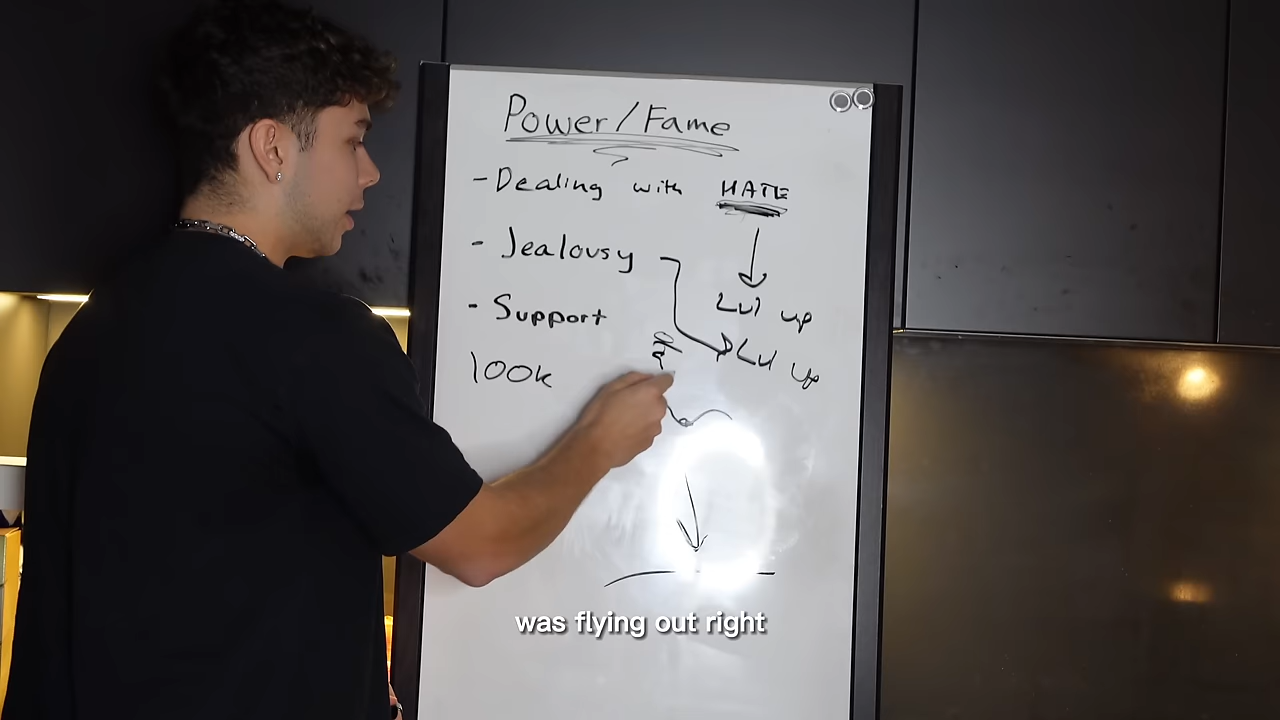 Power/Fame
- Dealing with HATE
- Jealousy
Lvl up
- Support
Lvl up
100k
was flying out right